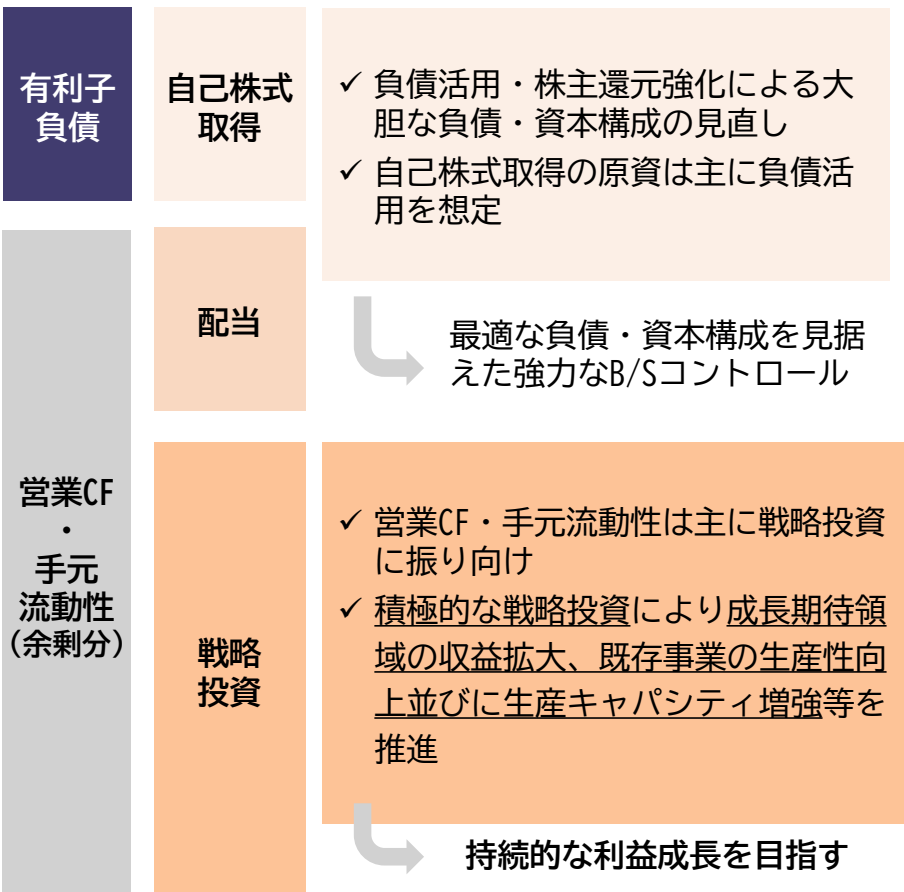 有利子
負債
自己株式
取得
✓ 負債活用・株主還元強化による大
胆な負債・資本構成の見直し
✓ 自己株式取得の原資は主に負債活
用を想定
配当
最適な負債・資本構成を見据
えた強力なB/Sコントロール
営業CF
・
手元
流動性
(余剰分)
戦略
投資
✓ 営業CF・手元流動性は主に戦略投資
に振り向け
✓ 積極的な戦略投資により成長期待領
域の収益拡大、既存事業の生産性向
上並びに生産キャパシティ増強等を
推進
持続的な利益成長を目指す